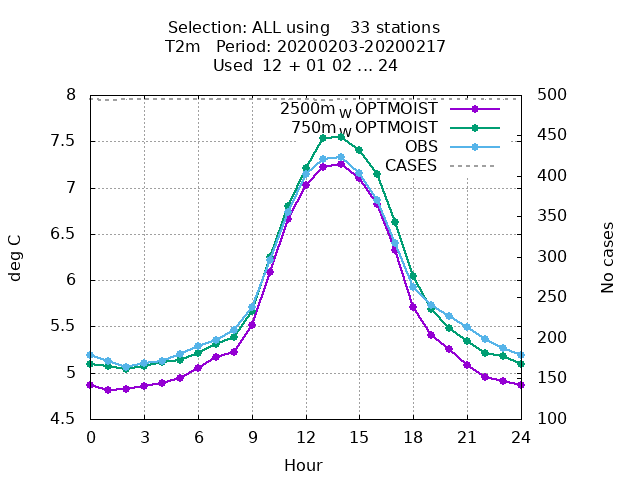 Selection: ALL using 33 stations
T2m Period: 20200203-20200217
Used 12 + 01 02 ... 24
8 500
2500m W OPTMOIST
750m W OPTMOIST
OBS
CASES
7.5 450
7 400
350
6.5
300
6
250
5.5
200
5 150
4.5 100
deg C
No cases
0 3 6 9 12 15 18 21 24
Hour